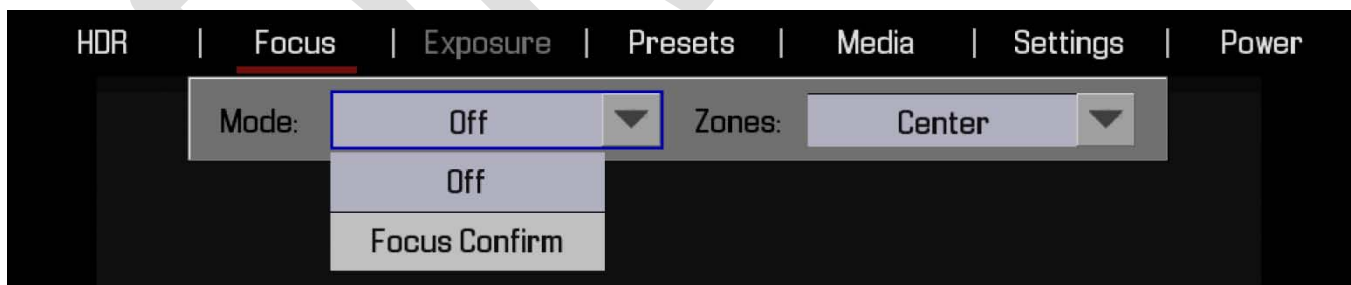 HDR | Focus | Exposure | Presets | Media | Settings | Power
Mode: Off Zones: Center
Off
Focus Confirm